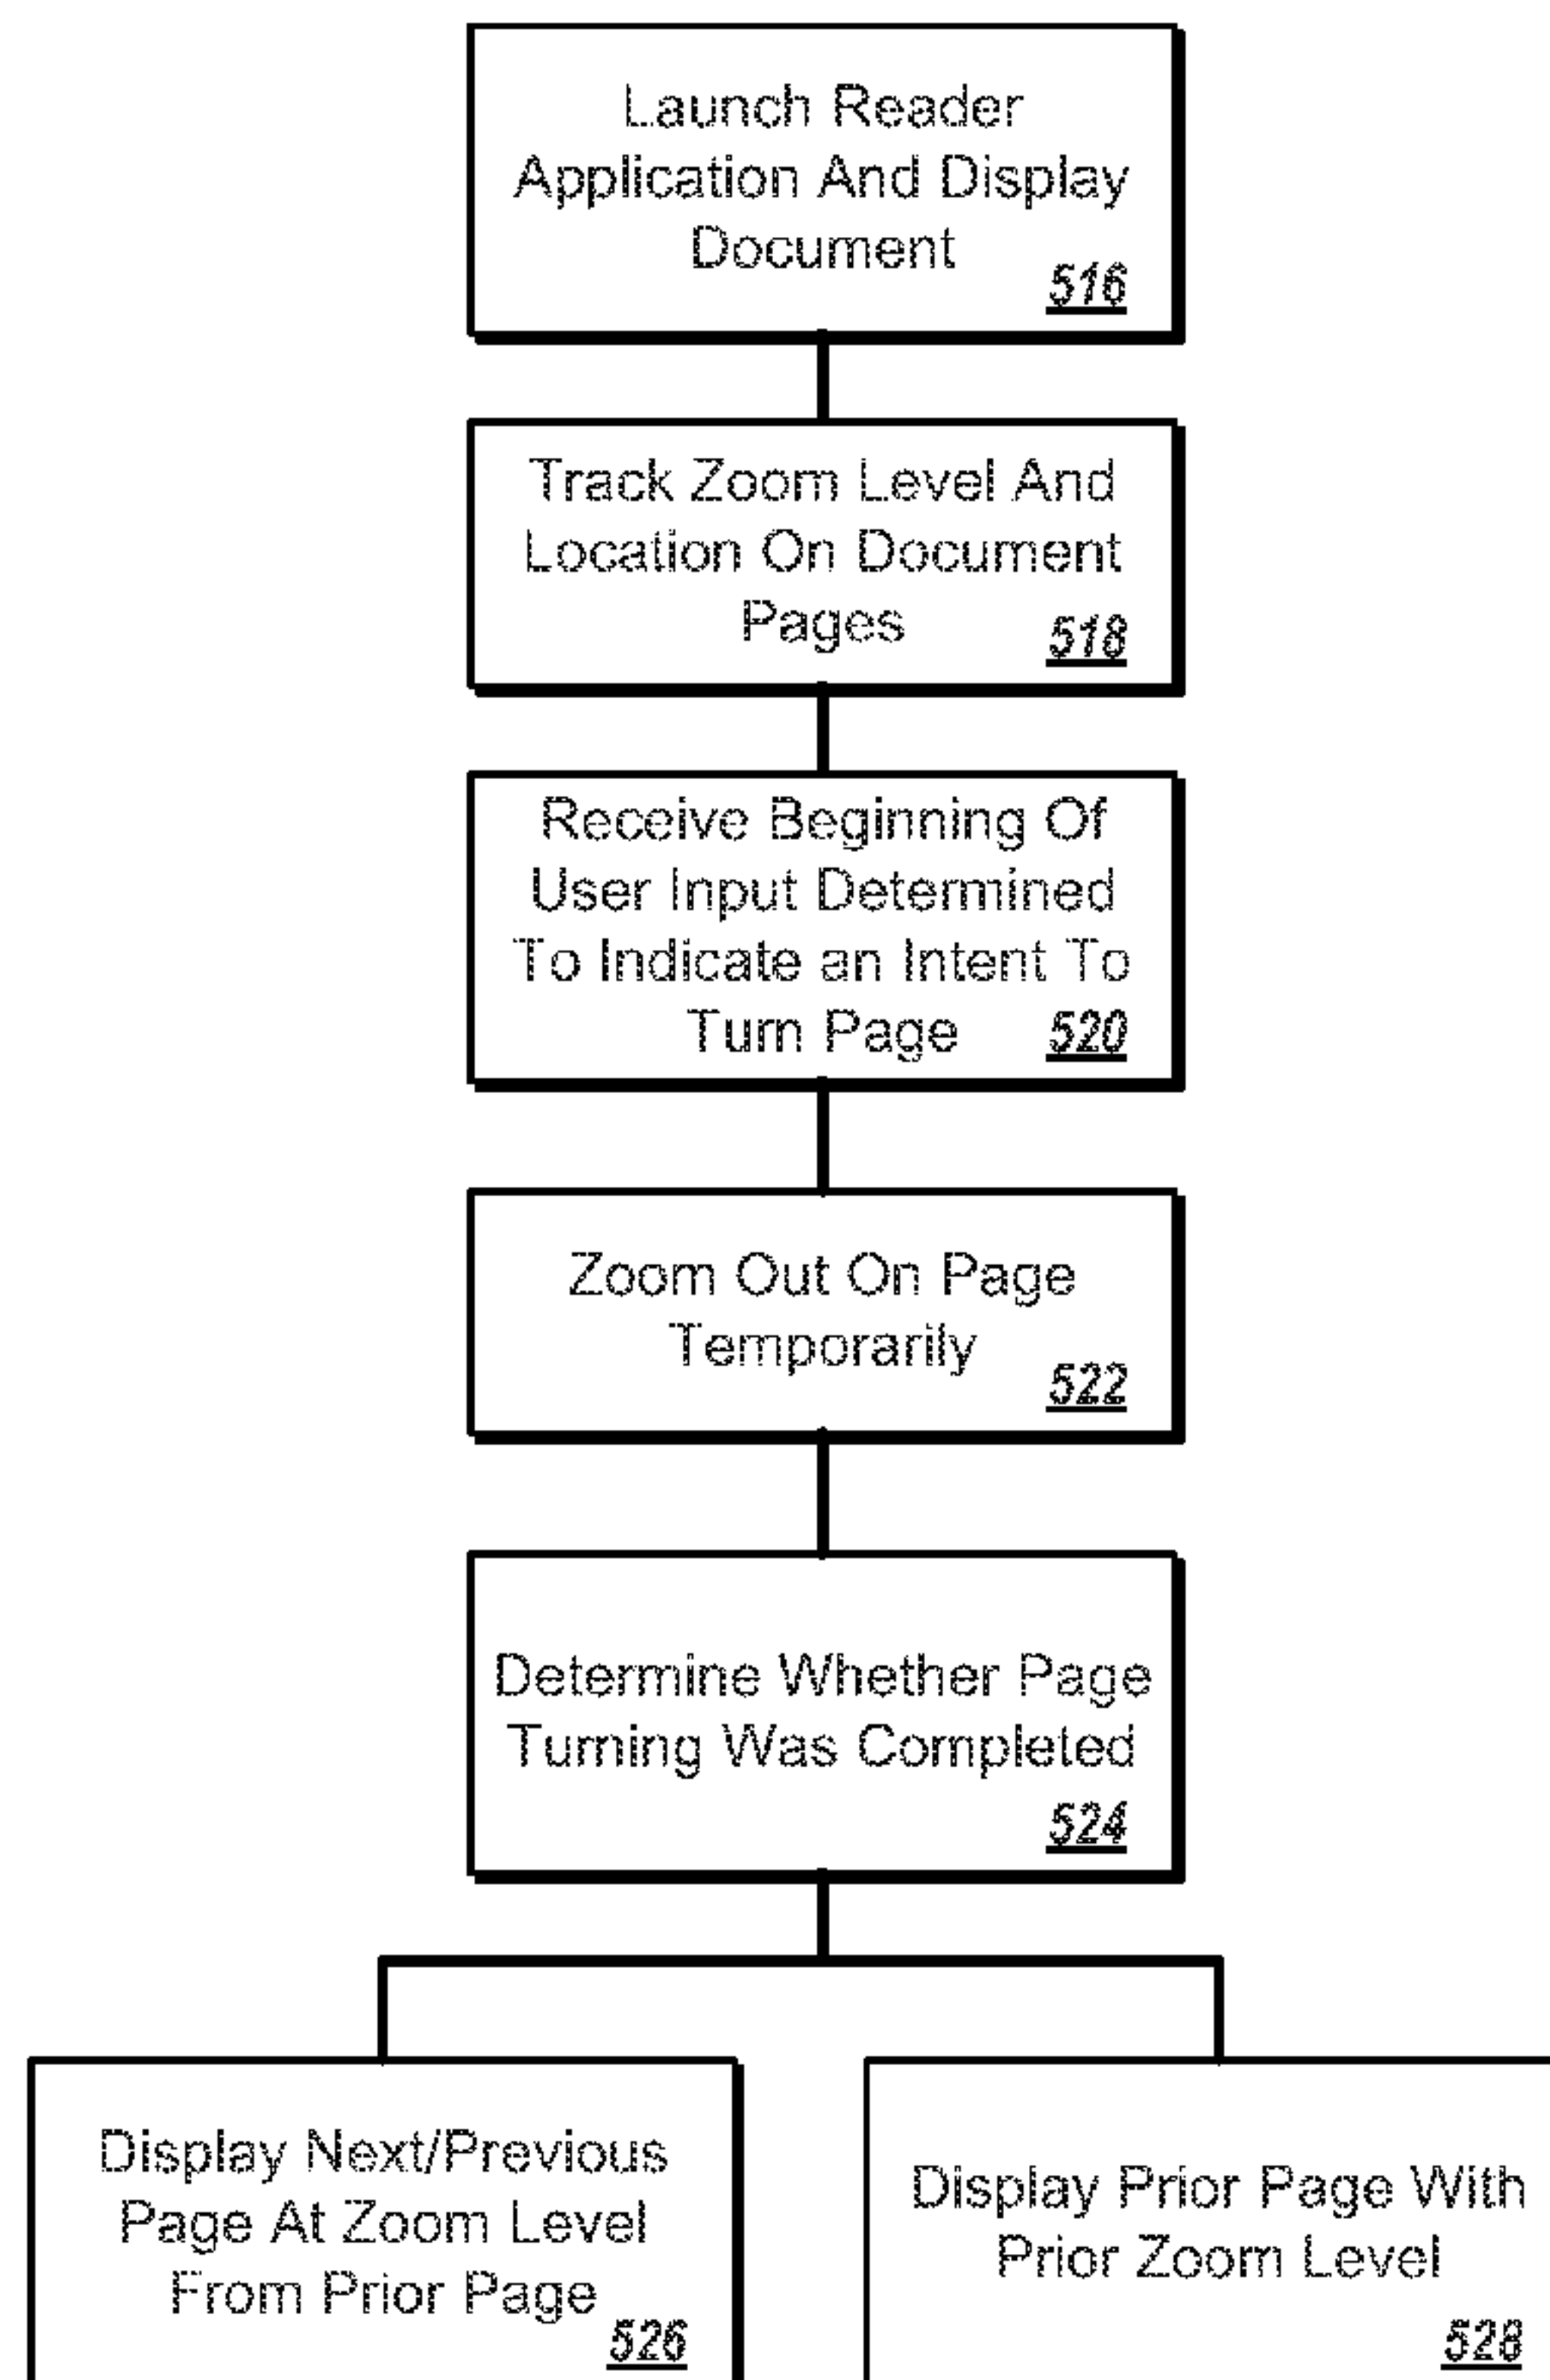 Launch Reader
Application And Display
Document
516
Track Zoom Level And
Location On Document
Pages
518
Receive Beginning Of
User Input Determined
To Indicate an Intent To
Turn Page 520
Zoom Out On Page
Temporarily
522
Determine Whether Page
Turning Was Completed
524
Display Next/Previous
Page At Zoom Level
From Prior Page
526
Display Prior Page With
Prior Zoom Level
528